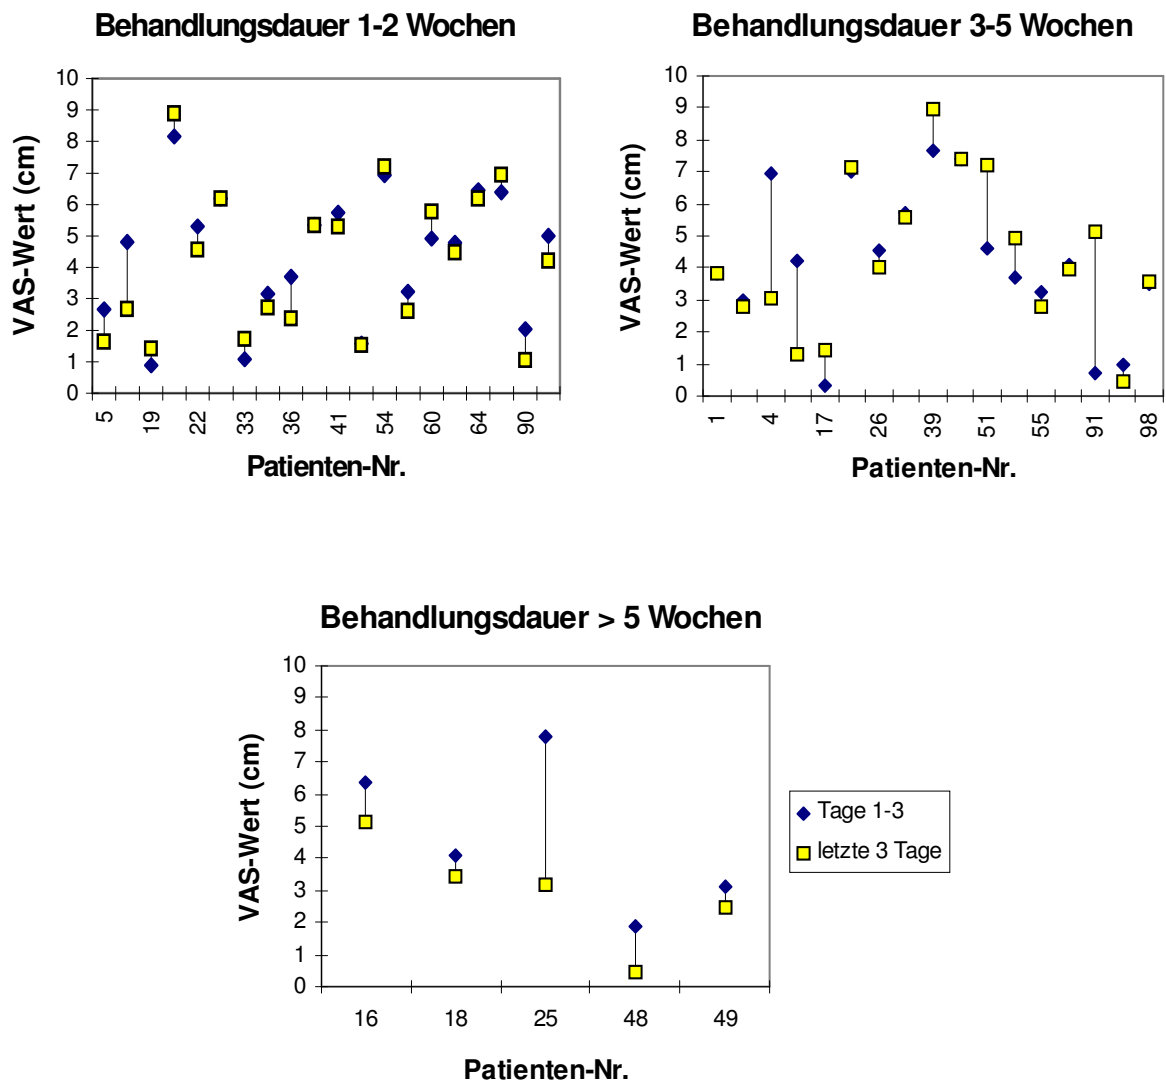 Behandlungsdauer 1-2 Wochen
10
9
8
7
6
5
4
3
2
1
0
VAS-Wert (cm)
5 19 22 33 36 41 54 60 64 90
Patienten-Nr.
Behandlungsdauer 3-5 Wochen
10
9
8
7
6
5
4
3
2
1
0
VAS-Wert (cm)
1 4 17 26 39 51 55 91 98
Patienten-Nr.
Behandlungsdauer > 5 Wochen
10
9
8
7
6
5
4
3
2
1
0
VAS-Wert (cm)
16 18 25 48 49
Patienten-Nr.
Tage 1-3
letzte 3 Tage